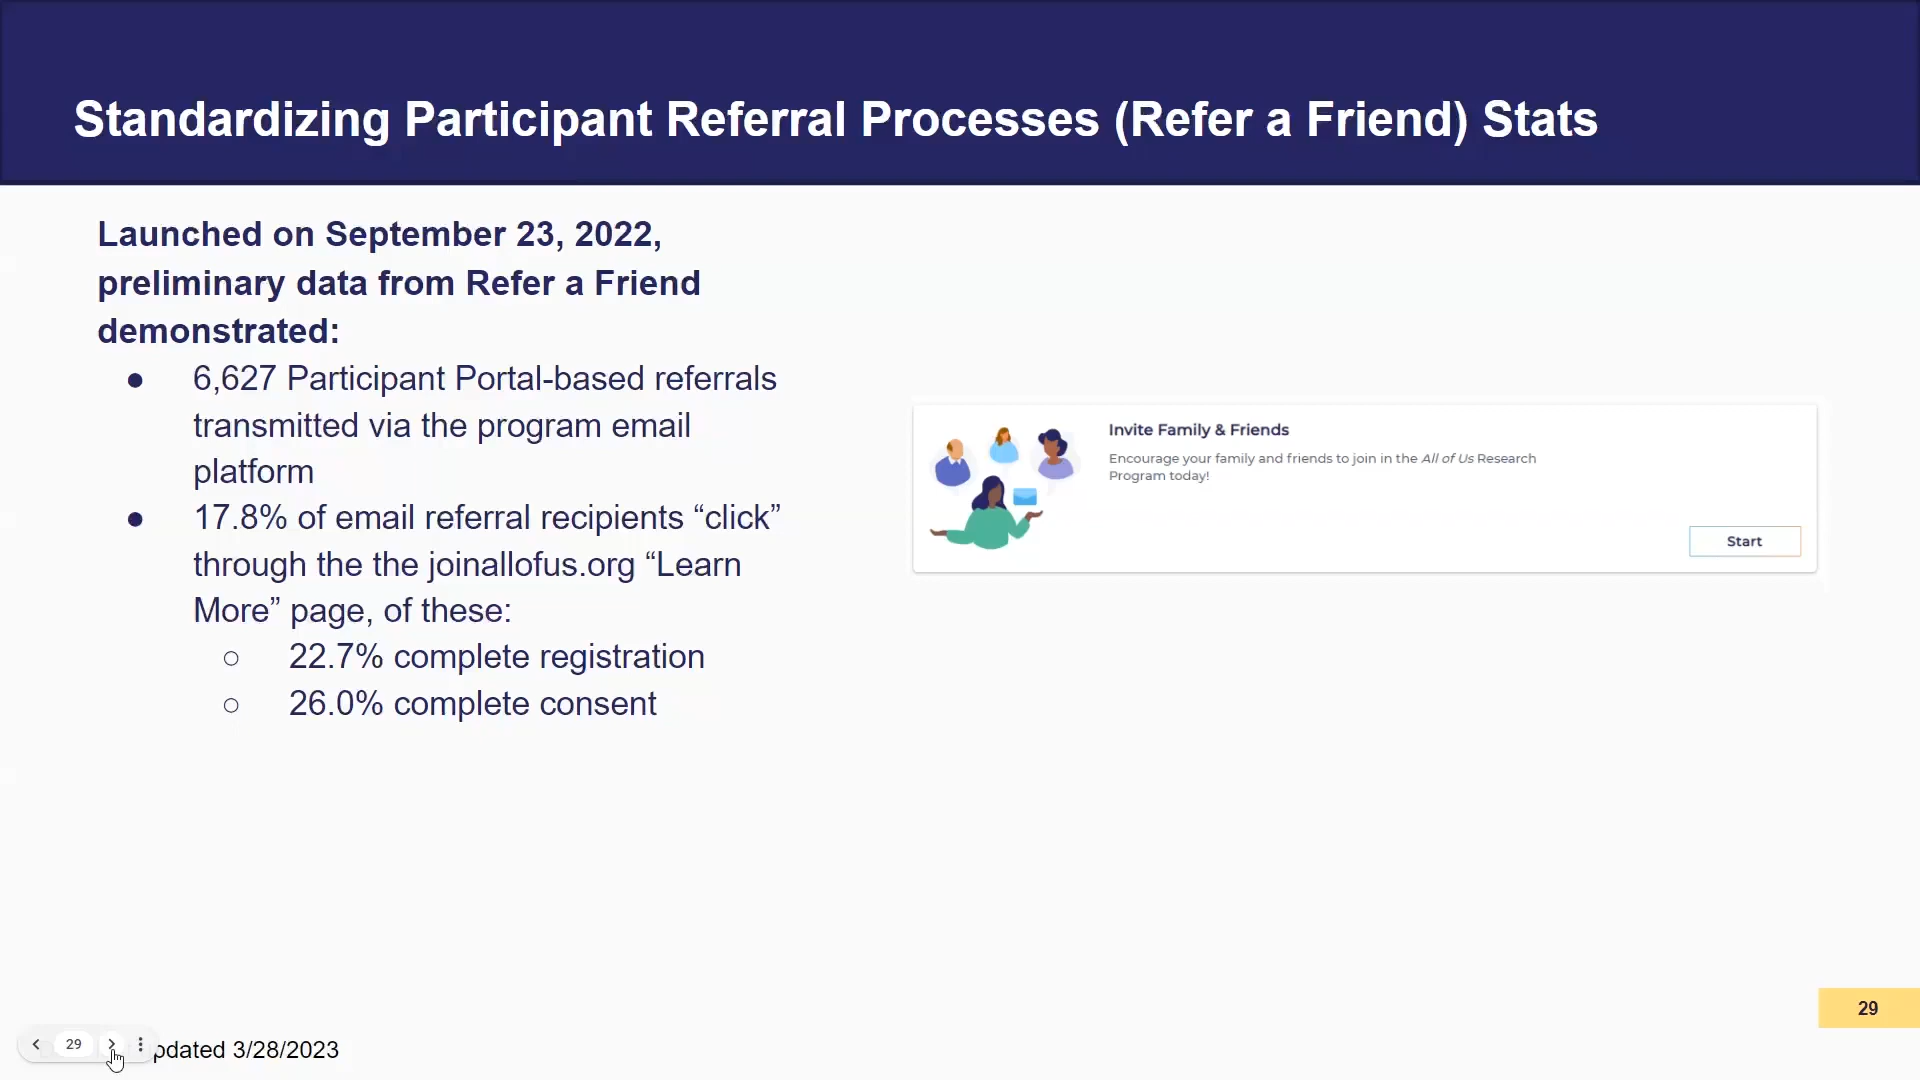 Standardizing Participant Referral Processes (Refer a Friend) Stats
Launched on September 23, 2022,
preliminary data from Refer a Friend
demonstrated:
● 6,627 Participant Portal-based referrals
transmitted via the program email
platform
● 17.8% of email referral recipients “click”
through the the joinallofus.org “Learn
More” page, of these:
○ 22.7% complete registration
○ 26.0% complete consent
Invite Family & Friends
Encourage your family and friends to join in the All of Us Research
Program today!
Start
29
29
pdated 3/28/2023